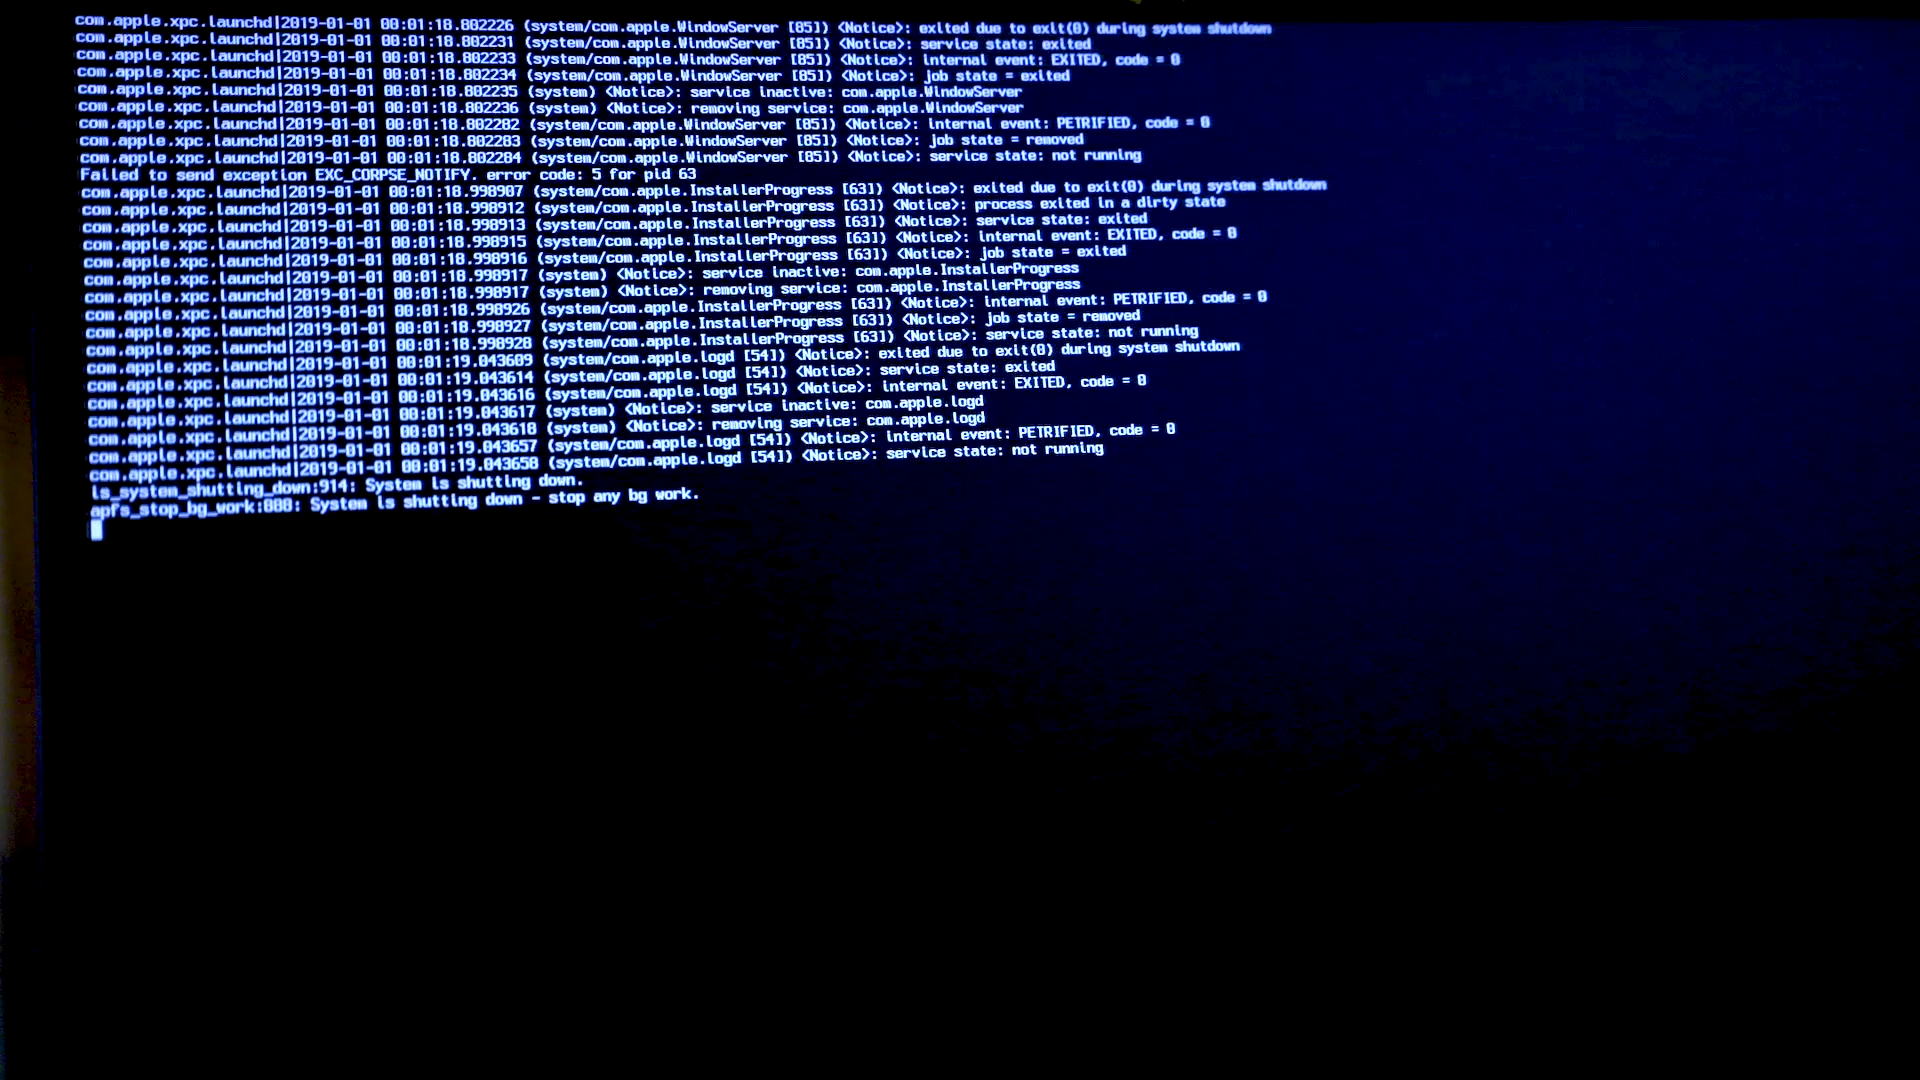 com.apple.xpc.launchd|2019-01-01 00:01:18.802226 (system/com.apple.WindowServer [85]) <Notice>: exited due to exit(0) during system shutdown
com.apple.xpc.launchd|2019-01-01 00:01:18.802231 (system/com.apple.WindowServer [85]) <Notice>: service state: exited
com.apple.xpc.launchd|2019-01-01 00:01:18.802233 (system/com.apple.WindowServer [85]) <Notice>: internal event: EXITED, code = 0
com.apple.xpc.launchd|2019-01-01 00:01:18.802234 (system/com.apple.WindowServer [85]) <Notice>: job state = exited
com.apple.xpc.launchd|2019-01-01 00:01:18.802235 (system) <Notice>: service inactive: com.apple.WindowServer
com.apple.xpc.launchd|2019-01-01 00:01:18.802236 (system) <Notice>: removing service: com.apple.WindowServer
com.apple.xpc.launchd|2019-01-01 00:01:18.802282 (system/com.apple.WindowServer [85]) <Notice>: internal event: PETRIFIED, code = 0
com.apple.xpc.launchd|2019-01-01 00:01:18.802283 (system/com.apple.WindowServer [85]) <Notice>: job state = removed
com.apple.xpc.launchd|2019-01-01 00:01:18.802284 (system/com.apple.WindowServer [85]) <Notice>: service state: not running
Failed to send exception EXC_CORPSE_NOTIFY. error code: 5 for pid 63
com.apple.xpc.launchd|2019-01-01 00:01:18.998907 (system/com.apple.InstallerProgress [63]) <Notice>: exited due to exit(0) during system shutdown
com.apple.xpc.launchd|2019-01-01 00:01:18.998912 (system/com.apple.InstallerProgress [63]) <Notice>: process exited in a dirty state
com.apple.xpc.launchd|2019-01-01 00:01:18.998913 (system/com.apple.InstallerProgress [63]) <Notice>: service state: exited
com.apple.xpc.launchd|2019-01-01 00:01:18.998915 (system/com.apple.InstallerProgress [63]) <Notice>: internal event: EXITED, code = 0
com.apple.xpc.launchd|2019-01-01 00:01:18.998916 (system/com.apple.InstallerProgress [63]) <Notice>: job state = exited
com.apple.xpc.launchd|2019-01-01 00:01:18.998917 (system) <Notice>: service inactive: com.apple.InstallerProgress
com.apple.xpc.launchd|2019-01-01 00:01:18.998917 (system) <Notice>: removing service: com.apple.InstallerProgress
com.apple.xpc.launchd|2019-01-01 00:01:18.998926 (system/com.apple.InstallerProgress [63]) <Notice>: internal event: PETRIFIED, code = 0
com.apple.xpc.launchd|2019-01-01 00:01:18.998927 (system/com.apple.InstallerProgress [63]) <Notice>: job state = removed
com.apple.xpc.launchd|2019-01-01 00:01:18.998928 (system/com.apple.InstallerProgress [63]) <Notice>: service state: not running
com.apple.xpc.launchd|2019-01-01 00:01:19.043609 (system/com.apple.logd [54]) <Notice>: exited due to exit(0) during system shutdown
com.apple.xpc.launchd|2019-01-01 00:01:19.043614 (system/com.apple.logd [54]) <Notice>: service state: exited
com.apple.xpc.launchd|2019-01-01 00:01:19.043616 (system/com.apple.logd [54]) <Notice>: internal event: EXITED, code = 0
com.apple.xpc.launchd|2019-01-01 00:01:19.043617 (system) <Notice>: service inactive: com.apple.logd
com.apple.xpc.launchd|2019-01-01 00:01:19.043618 (system) <Notice>: removing service: com.apple.logd
com.apple.xpc.launchd|2019-01-01 00:01:19.043657 (system/com.apple.logd [54]) <Notice>: internal event: PETRIFIED, code = 0
com.apple.xpc.launchd|2019-01-01 00:01:19.043658 (system/com.apple.logd [54]) <Notice>: service state: not running
is_system_shutting_down:914: System is shutting down.
apfs_stop_bg_work:888: System is shutting down - stop any bg work.